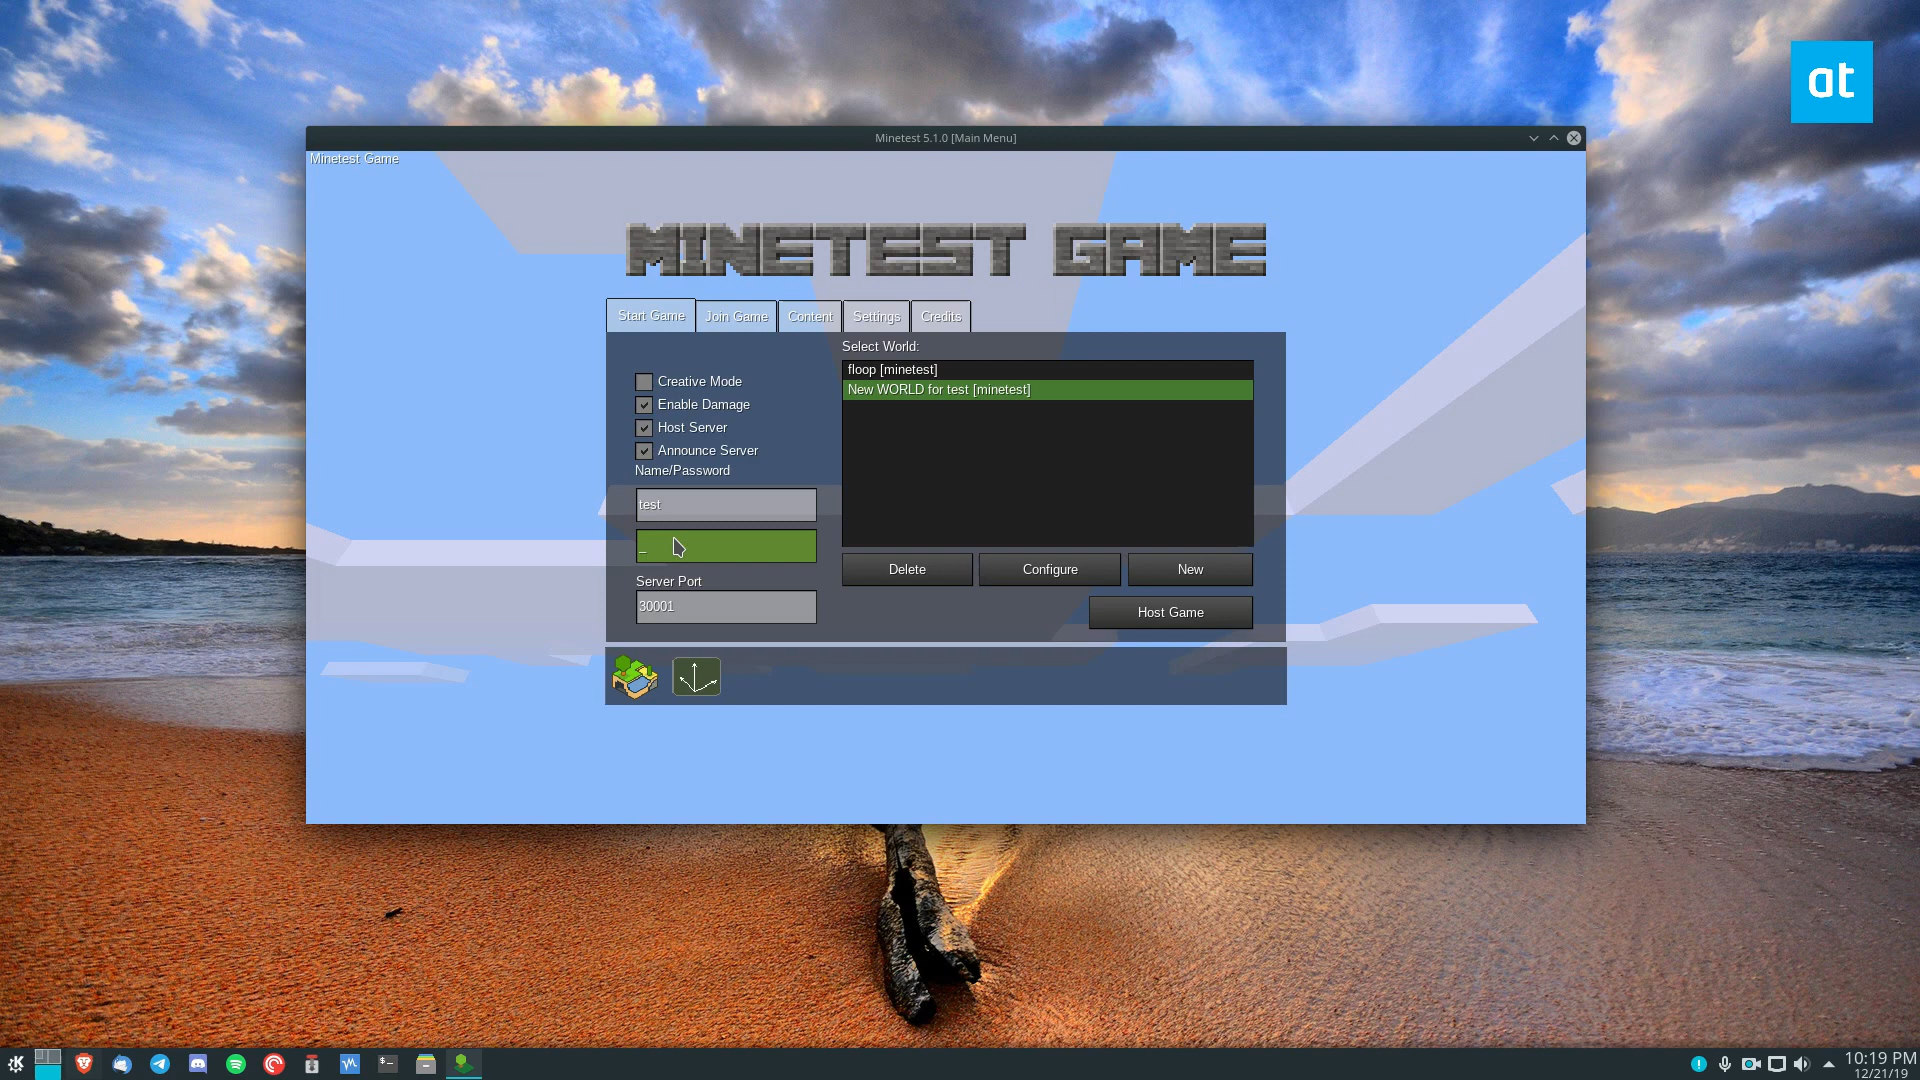 at
Minetest 5.1.0 [Main Menu]
Minetest Game
MINETEST GAME
Start Game Join Game Content Settings Credits
Select World:
floop [minetest]
New WORLD for test [minetest]
Creative Mode
Enable Damage
Host Server
Announce Server
Name/Password
test
_
Server Port
30001
Delete Configure New
Host Game
10:19 PM
12/21/19